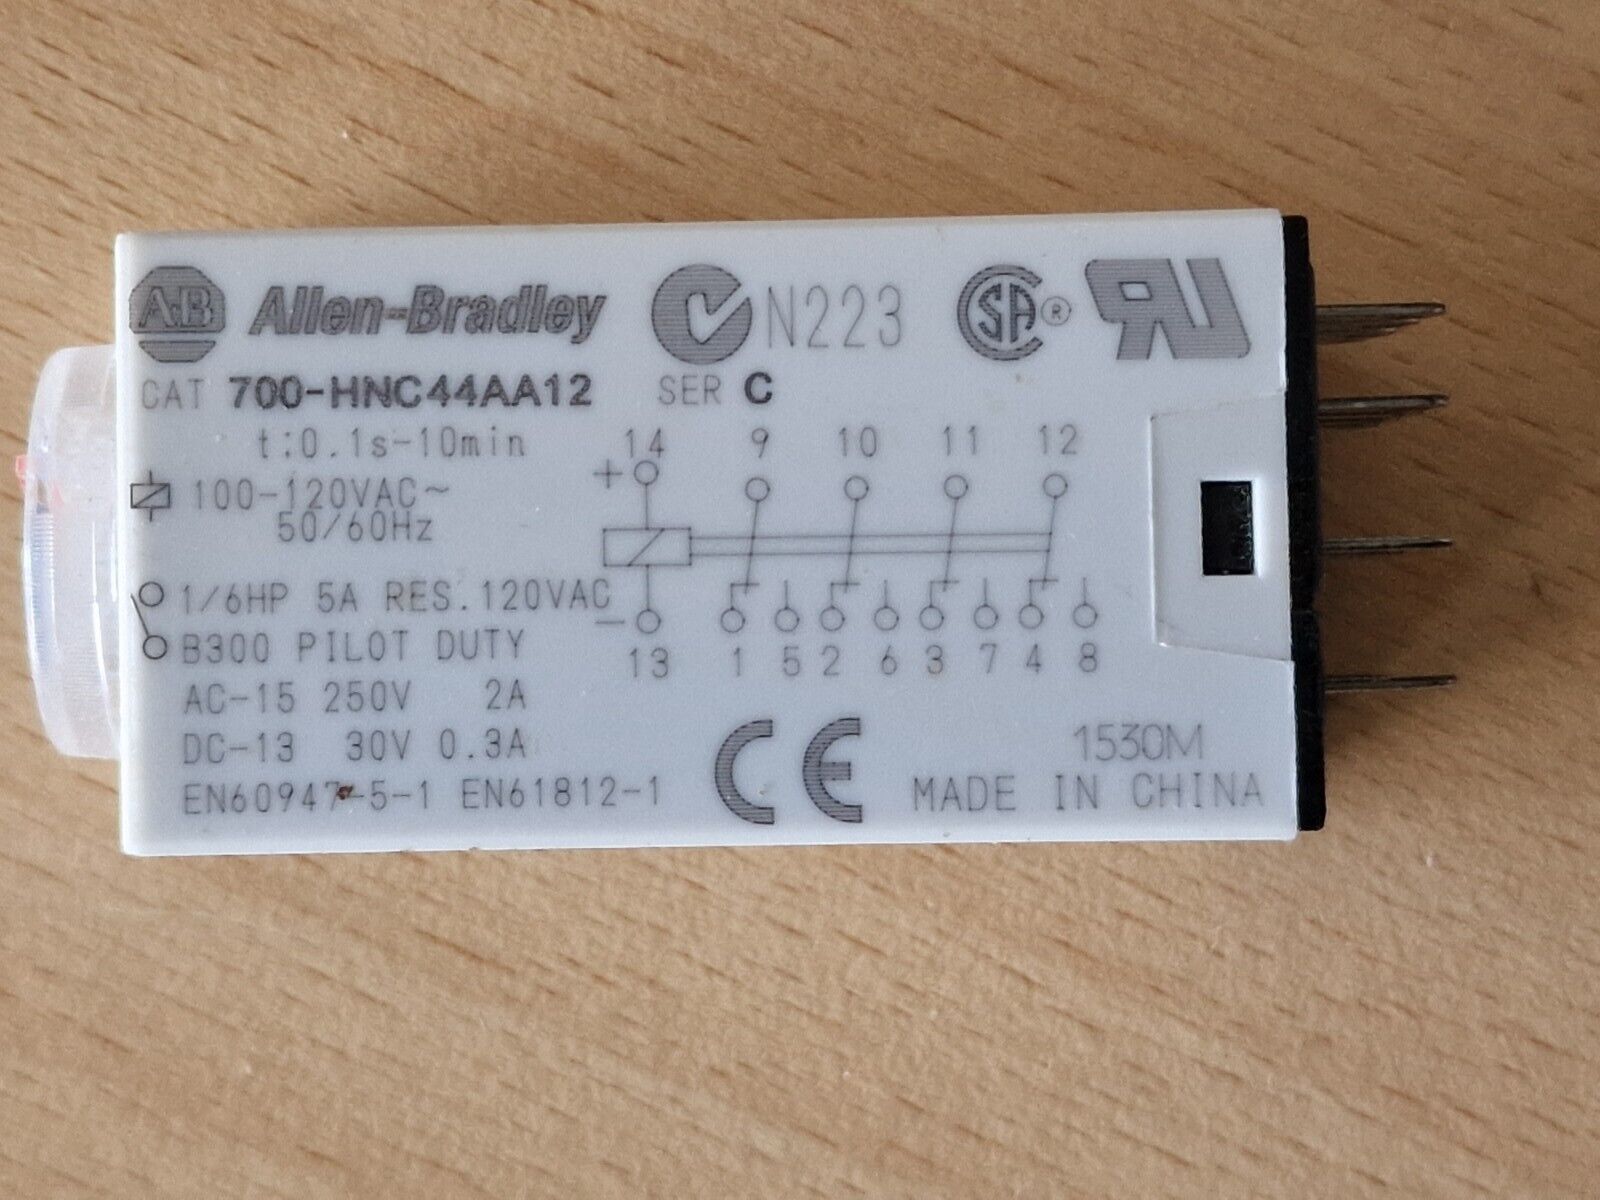 A-B Allen-Bradley N223 SA® RU
CAT 700-HNC44AA12 SER C
t:0.1s-10min
100-120VAC~
50/60Hz
1/6HP 5A RES.120VAC
B300 PILOT DUTY
AC-15 250V 2A
DC-13 30V 0.3A
EN60947-5-1 EN61812-1
14 9 10 11 12
+
-
13 1 5 2 6 3 7 4 8
CE
1530M
MADE IN CHINA